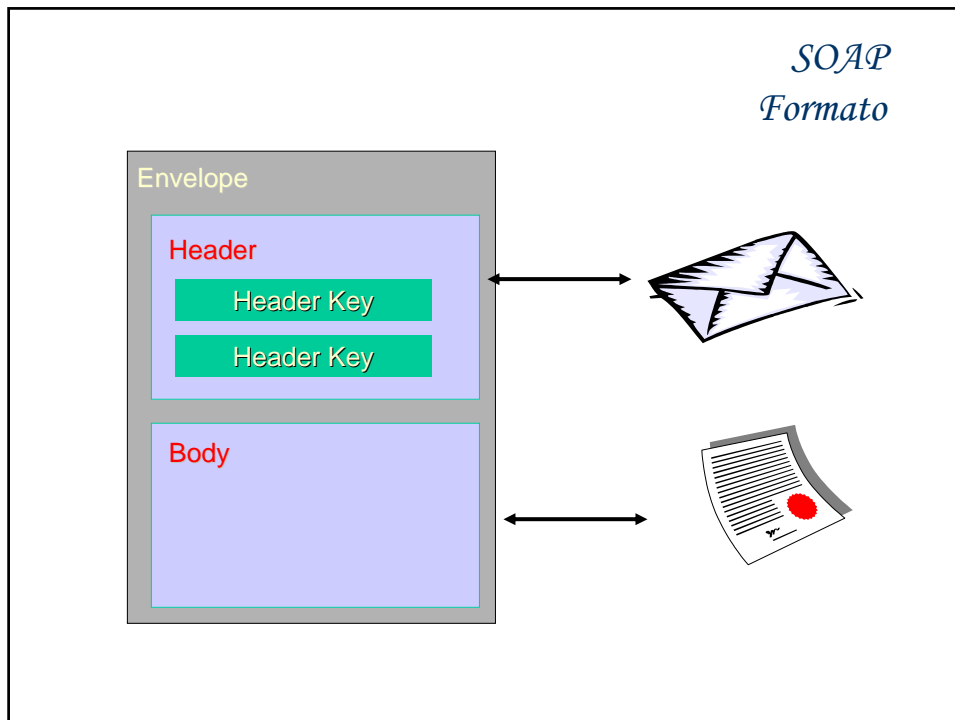 SOAP
Formato
Envelope
Header
Header Key
Header Key
Body